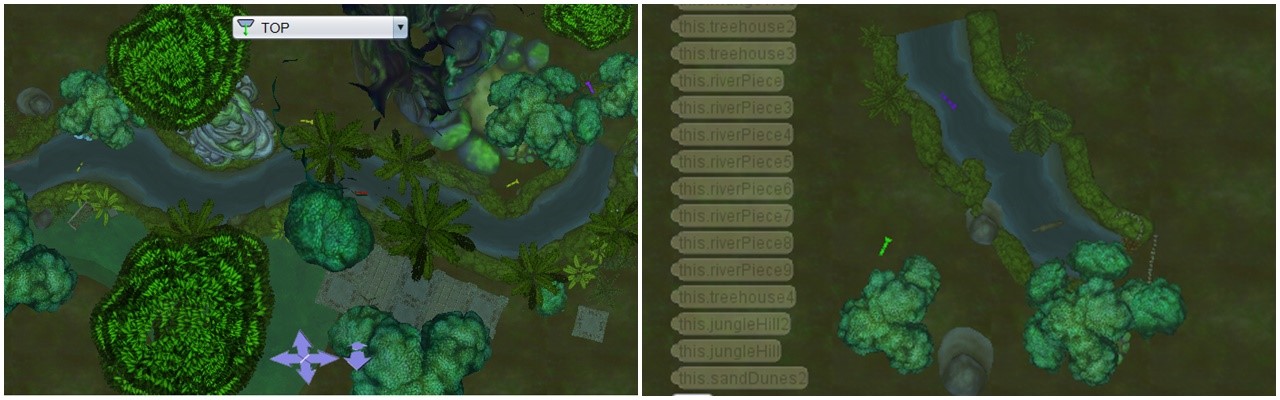 TOP
this.treehouse2
this.treehouse3
this.riverPiece
this.riverPiece3
this.riverPiece4
this.riverPiece5
this.riverPiece6
this.riverPiece7
this.riverPiece8
this.riverPiece9
this.treehouse4
this.jungleHill2
this.jungleHill
this.sandDunes2